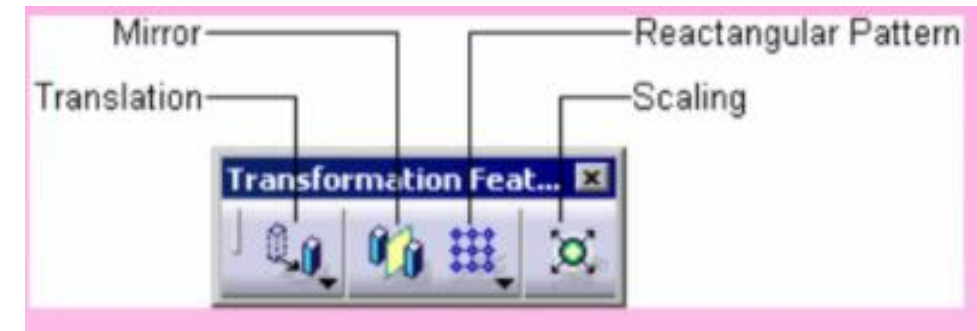 Mirror
Reactangular Pattern
Translation
Scaling
Transformation Feat...